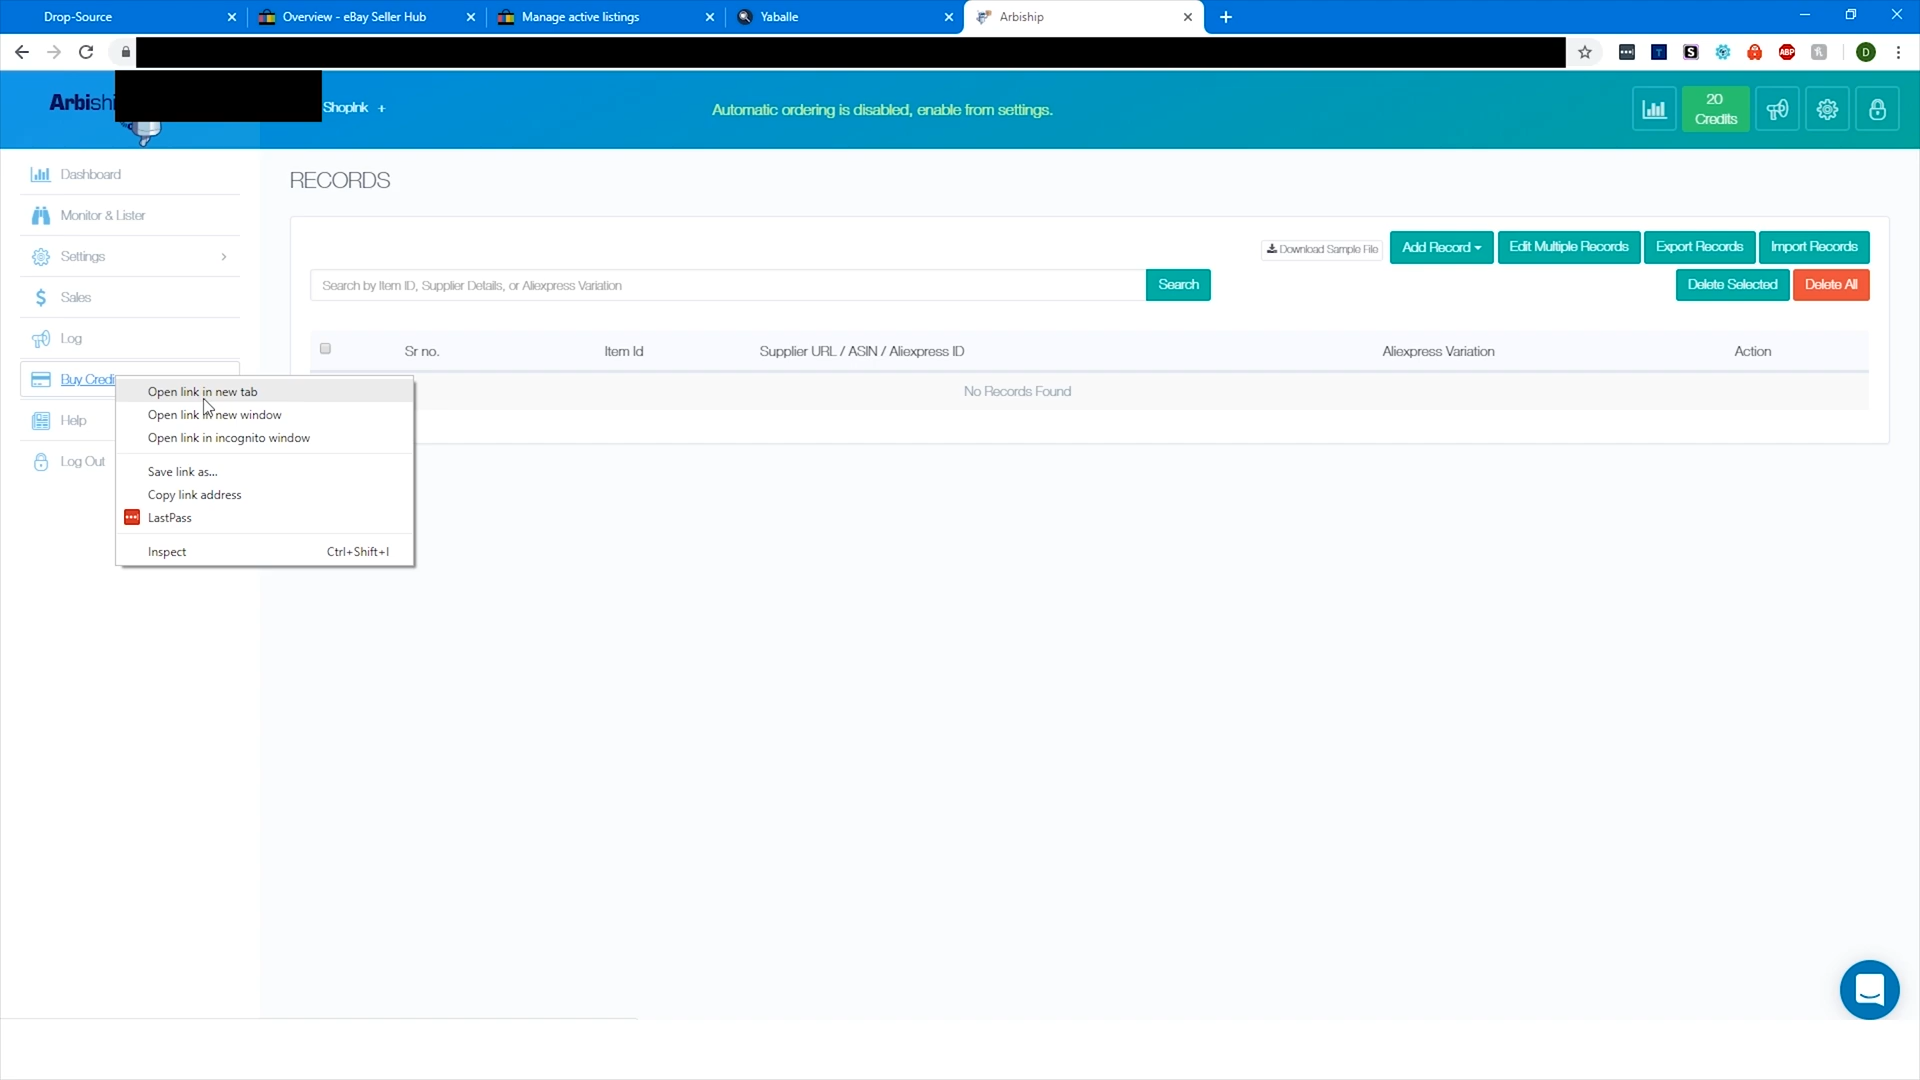 Drop-Source
Overview - eBay Seller Hub
Manage active listings
Yaballe
Arbiship
ABP
D
Shoplnk +
Automatic ordering is disabled, enable from settings.
20
Credits
Dashboard
Monitor & Lister
Settings
Sales
Log
Help
Log Out
RECORDS
Download Sample File
Add Record
Edit Multiple Records
Export Records
Import Records
Search by Item ID, Supplier Details, or Aliexpress Variation
Search
Delete Selected
Delete All
Sr no.
Item Id
Supplier URL / ASIN / Aliexpress ID
Aliexpress Variation
Action
No Records Found
Open link in new tab
Open link in new window
Open link in incognito window
Save link as...
Copy link address
LastPass
Inspect
Ctrl+Shift+I